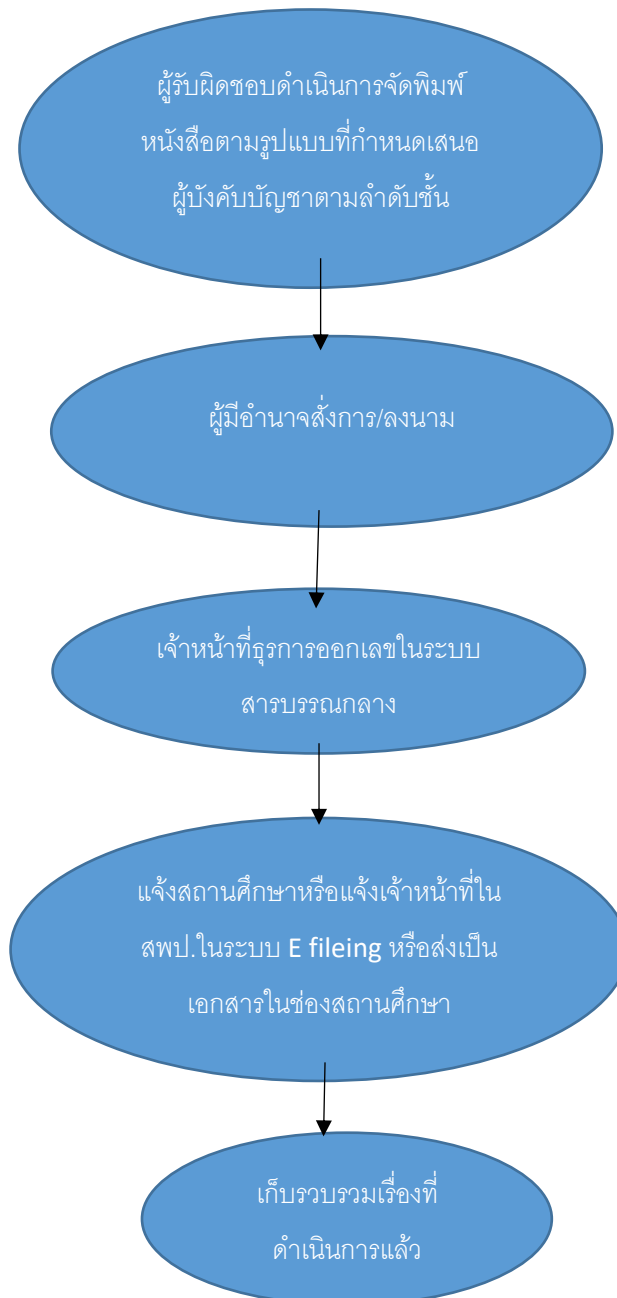 ผู้รับผิดชอบดำเนินการจัดพิมพ์
หนังสือตามรูปแบบที่กำหนดเสนอ
ผู้บังคับบัญชาตามลำดับชั้น
ผู้มีอำนาจสั่งการ/ลงนาม
เจ้าหน้าที่ธุรการออกเลขในระบบ
สารบรรณกลาง
แจ้งสถานศึกษาหรือแจ้งเจ้าหน้าที่ใน
สพป.ในระบบ E fileing หรือส่งเป็น
เอกสารในช่องสถานศึกษา
เก็บรวบรวมเรื่องที่
ดำเนินการแล้ว